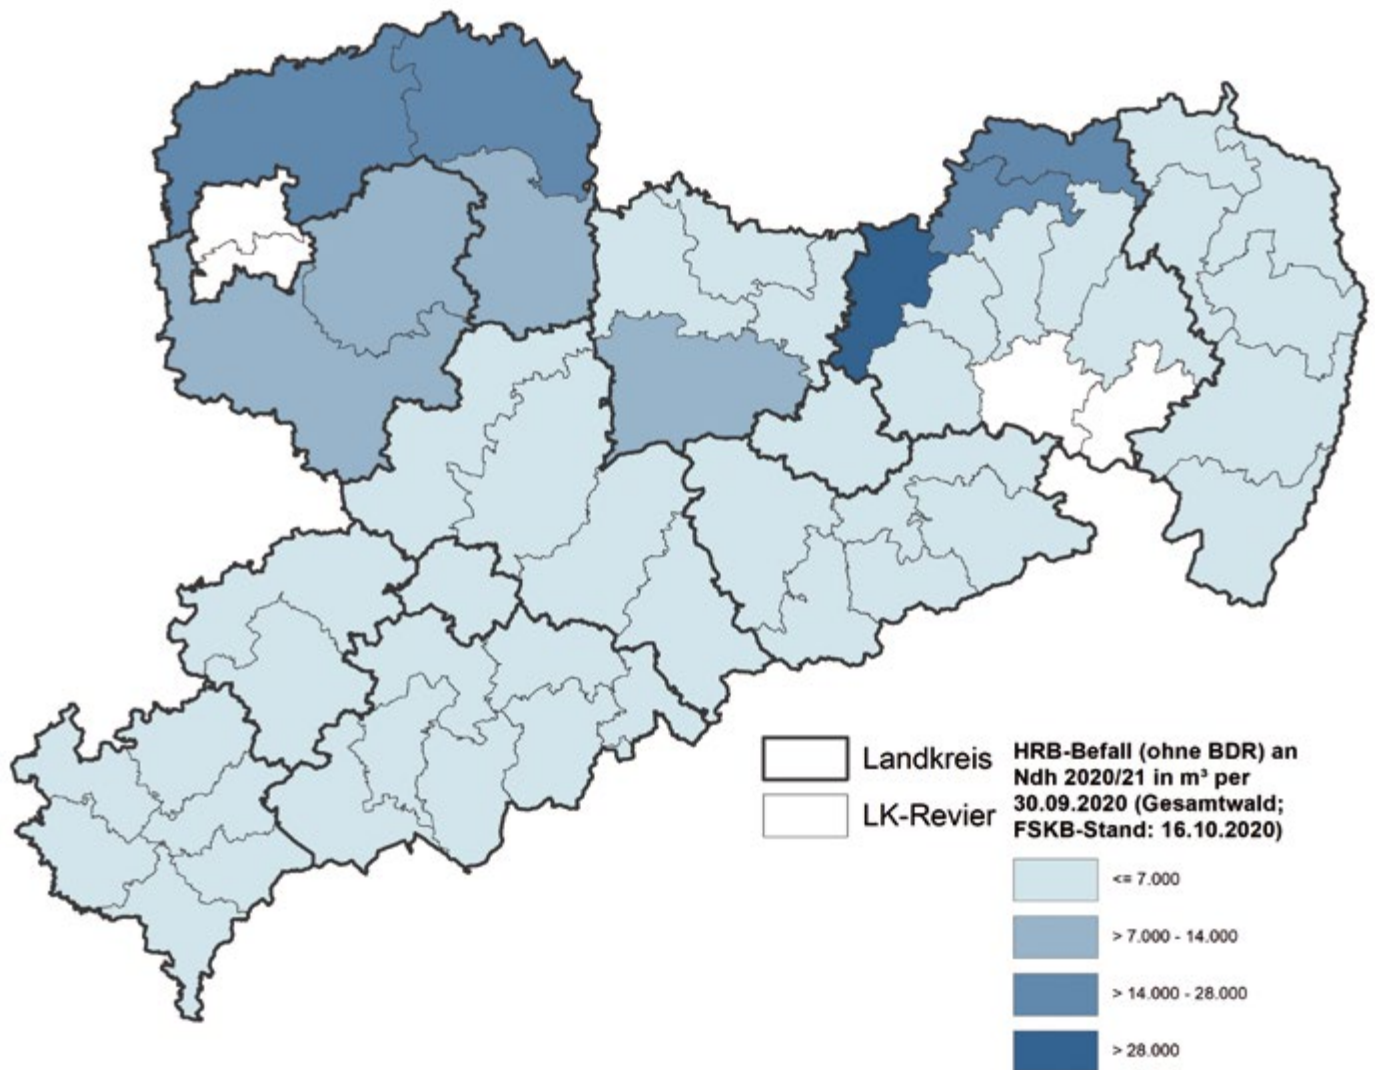 Landkreis
LK-Revier
HRB-Befall (ohne BDR) an
Ndh 2020/21 in m³ per
30.09.2020 (Gesamtwald;
FSKB-Stand: 16.10.2020)
<= 7.000
> 7.000 - 14.000
> 14.000 - 28.000
> 28.000